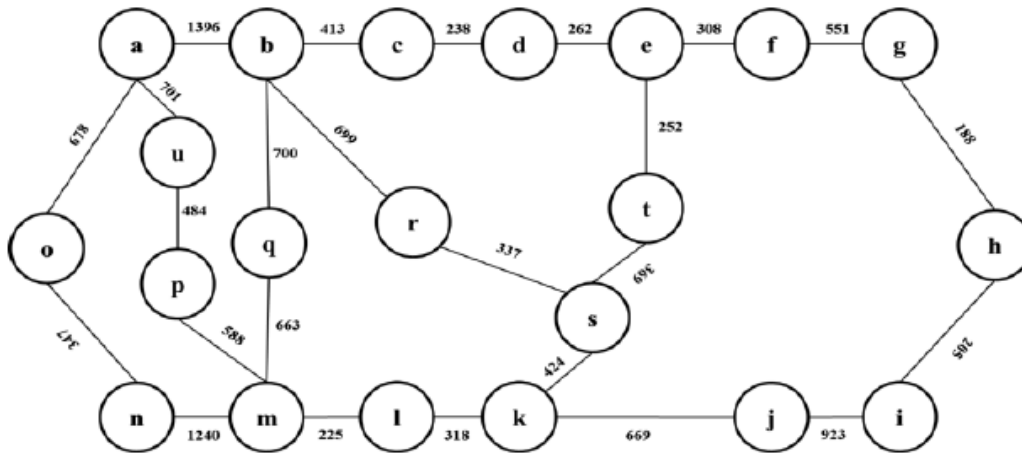 a 1396 b 413 c 238 d 262 e 308 f 551 g
701
678 u 700 699 252 188
484 r t
o q h
p 337 369
347 588 663 s 205
424
n 1240 m 225 l 318 k 669 j 923 i